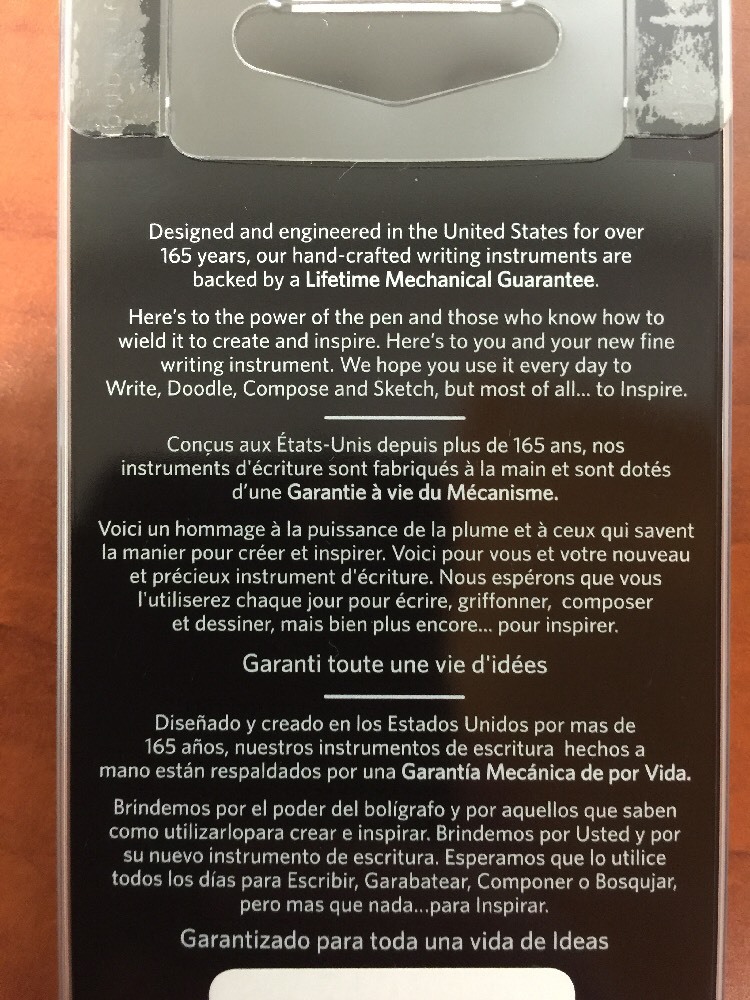 Designed and engineered in the United States for over
165 years, our hand-crafted writing instruments are
backed by a Lifetime Mechanical Guarantee.
Here's to the power of the pen and those who know how to
wield it to create and inspire. Here's to you and your new fine
writing instrument. We hope you use it every day to
Write, Doodle, Compose and Sketch, but most of all... to Inspire.
Conçus aux États-Unis depuis plus de 165 ans, nos
instruments d'écriture sont fabriqués à la main et sont dotés
d'une Garantie à vie du Mécanisme.
Voici un hommage à la puissance de la plume et à ceux qui savent
la manier pour créer et inspirer. Voici pour vous et votre nouveau
et précieux instrument d'écriture. Nous espérons que vous
l'utiliserez chaque jour pour écrire, griffonner, composer
et dessiner, mais bien plus encore... pour inspirer.
Garanti toute une vie d'idées
Diseñado y creado en los Estados Unidos por mas de
165 años, nuestros instrumentos de escritura hechos a
mano están respaldados por una Garantía Mecánica de por Vida.
Brindemos por el poder del bolígrafo y por aquellos que saben
como utilizarlopara crear e inspirar. Brindemos por Usted y por
su nuevo instrumento de escritura. Esperamos que lo utilice
todos los días para Escribir, Garabatear, Componer o Bosqujar,
pero mas que nada...para Inspirar.
Garantizado para toda una vida de Ideas